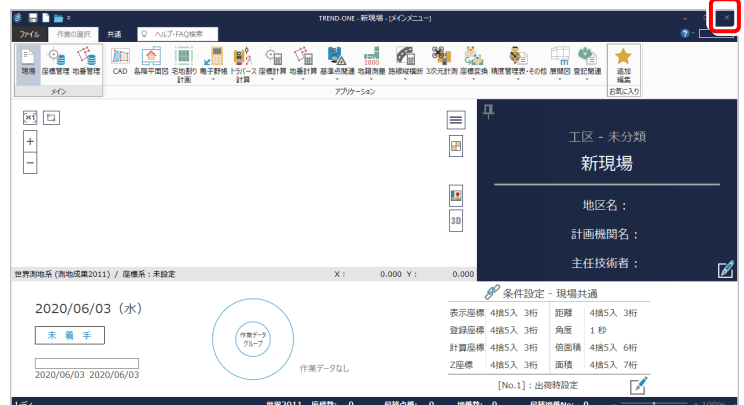 TREND-ONE - 新現場 - [メインメニュー]
ファイル 作業の選択 共通 ヘルプ・FAQ検索
現場 座標管理 地番管理 CAD 各階平面図 宅地割り計画 電子野帳 トラバース計算 座標計算 地番計算 基準点関連 地籍測量 路線縦横断 3次元計測 座標変換 精度管理表・その他 展開図 登記関連 追加編集
メイン アプリケーション お気に入り
工区 - 未分類
新現場
地区名：
計画機関名：
主任技術者：
3D
世界測地系 (測地成果2011) / 座標系：未設定 X： 0.000 Y： 0.000
2020/06/03（水）
未 着 手
2020/06/03 2020/06/03
作業データ
グループ
作業データなし
条件設定 - 現場共通
表示座標 4捨5入 3桁 距離 4捨5入 3桁
登録座標 4捨5入 3桁 角度 1 秒
計算座標 4捨5入 3桁 倍面積 4捨5入 6桁
Z座標 4捨5入 3桁 面積 4捨5入 7桁
[No.1]：出荷時設定